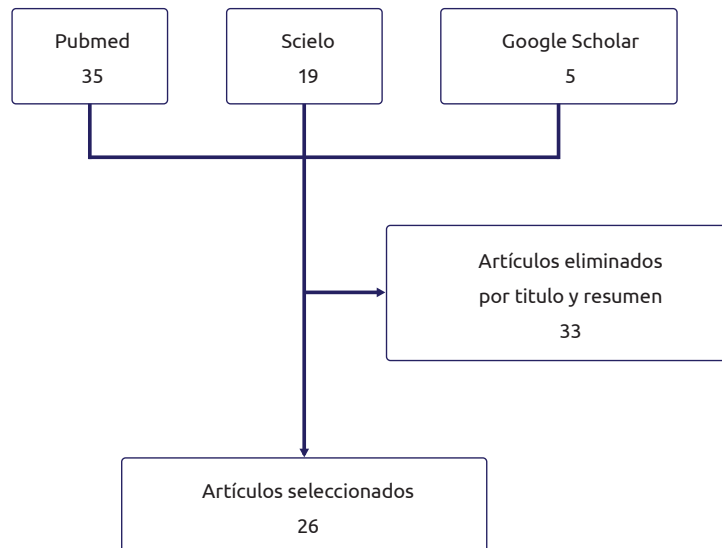 Pubmed
35
Scielo
19
Google Scholar
5
Artículos eliminados
por titulo y resumen
33
Artículos seleccionados
26